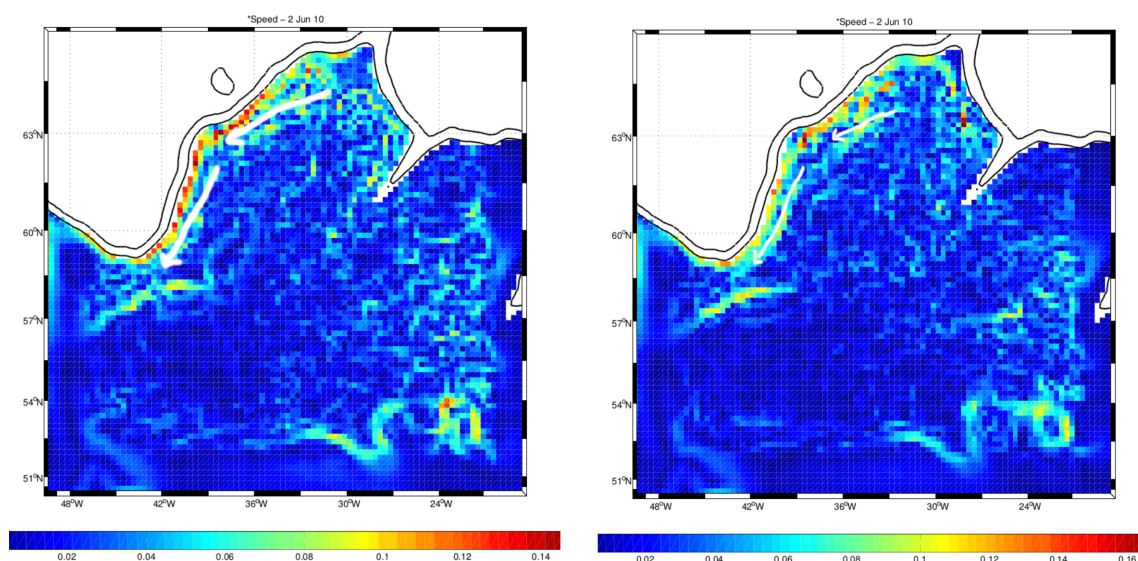 *Speed – 2 Jun 10
63°N
60°N
57°N
54°N
51°N
48°W 42°W 36°W 30°W 24°W
0.02 0.04 0.06 0.08 0.1 0.12 0.14
*Speed – 2 Jun 10
63°N
60°N
57°N
54°N
51°N
48°W 42°W 36°W 30°W 24°W
0.02 0.04 0.06 0.08 0.1 0.12 0.14 0.16